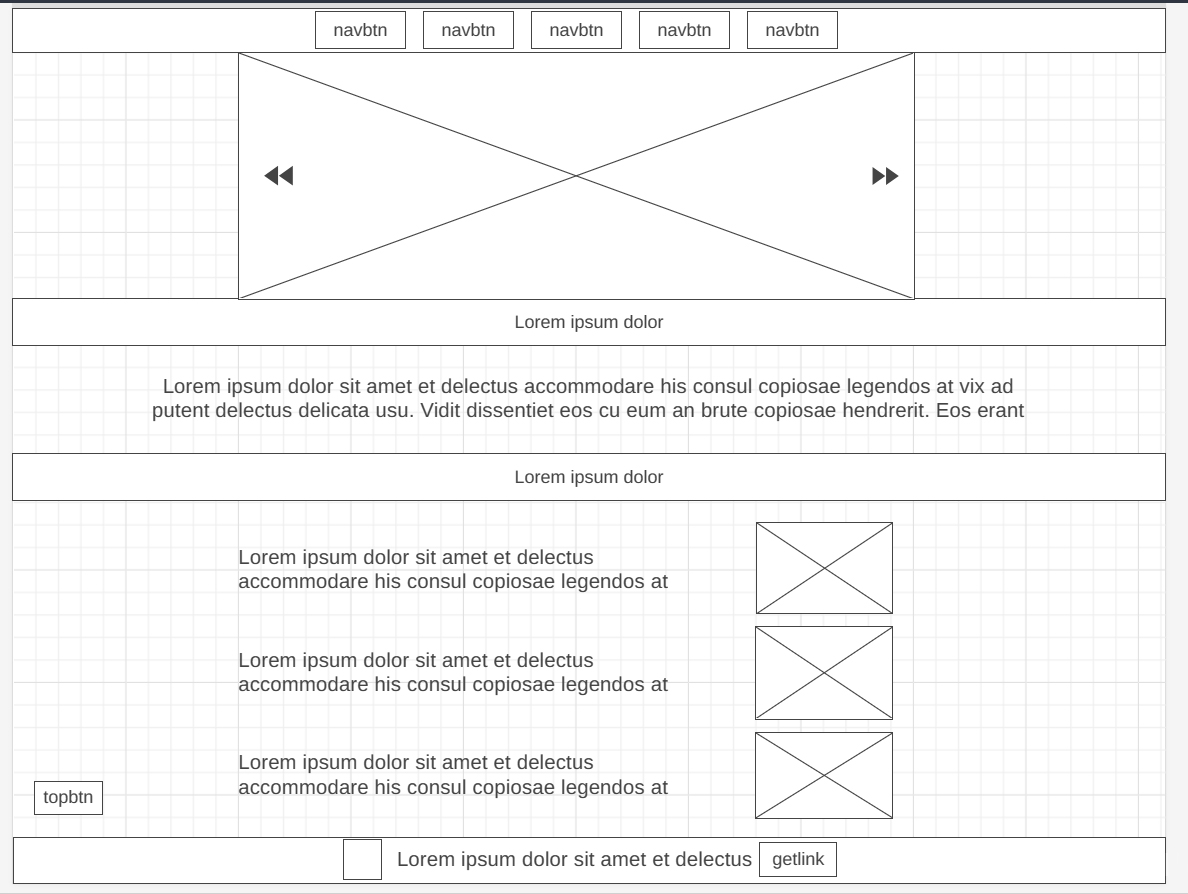 navbtn navbtn navbtn navbtn navbtn
Lorem ipsum dolor
Lorem ipsum dolor sit amet et delectus accommodare his consul copiosae legendos at vix ad
putent delectus delicata usu. Vidit dissentiet eos cu eum an brute copiosae hendrerit. Eos erant
Lorem ipsum dolor
Lorem ipsum dolor sit amet et delectus
accommodare his consul copiosae legendos at
Lorem ipsum dolor sit amet et delectus
accommodare his consul copiosae legendos at
Lorem ipsum dolor sit amet et delectus
accommodare his consul copiosae legendos at
topbtn
Lorem ipsum dolor sit amet et delectus getlink